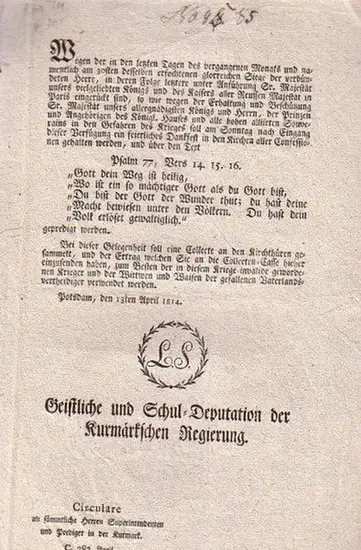 Wegen der in den letzten Tagen des vergangenen Monats und na-
mentlich am 30sten desselben erfochtenen glorreichen Siege der verbün-
deten Heere, in deren Folge letztere unter Anführung Sr. Majestät
unsers vielgeliebten Königs und des Kaisers aller Reussen Majestät in
Paris eingerückt sind, so wie wegen der Erhaltung und Beschützung
Sr. Majestät unsers allergnädigsten Königs und Herrn, der Prinzen
und Angehörigen des Königl. Hauses und alle hohen alliirten Souve-
rains in den Gefahren des Krieges soll am Sonntag nach Eingang
dieser Verfügung ein feierliches Dankfest in den Kirchen aller Confessio-
nen gehalten werden, und über den Text
Psalm 77, Vers 14. 15. 16.
„Gott dein Weg ist heilig,
„Wo ist ein so mächtiger Gott als du Gott bist,
„Du bist der Gott der Wunder thut; du hast deine
„Macht bewiesen unter den Völkern. Du hast dein
„Volk erlöset gewaltiglich.“
gepredigt werden.
Bei dieser Gelegenheit soll eine Collecte an den Kirchthüren ge-
sammelt, und der Ertrag welchen Sie an die Collecten-Casse hieher
einzusenden haben, zum Besten der in diesem Kriege invalide geworde-
nen Krieger und der Wittwen und Waisen der gefallenen Vaterlands-
vertheidiger verwendet werden.
Potsdam, den 13ten April 1814.
L. S.
Geistliche und Schul-Deputation der
Kurmärkschen Regierung.
Circulare
an sämmtliche Herren Superintendenten
und Prediger in der Kurmark.
C. 282. April